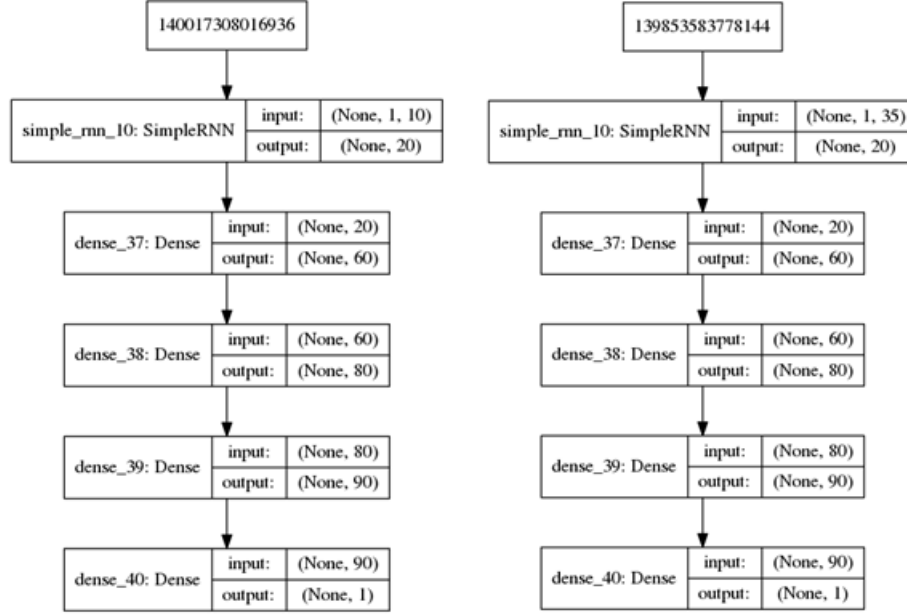 140017308016936
simple_rnn_10: SimpleRNN
input: (None, 1, 10)
output: (None, 20)
dense_37: Dense
input: (None, 20)
output: (None, 60)
dense_38: Dense
input: (None, 60)
output: (None, 80)
dense_39: Dense
input: (None, 80)
output: (None, 90)
dense_40: Dense
input: (None, 90)
output: (None, 1)
139853583778144
simple_rnn_10: SimpleRNN
input: (None, 1, 35)
output: (None, 20)
dense_37: Dense
input: (None, 20)
output: (None, 60)
dense_38: Dense
input: (None, 60)
output: (None, 80)
dense_39: Dense
input: (None, 80)
output: (None, 90)
dense_40: Dense
input: (None, 90)
output: (None, 1)